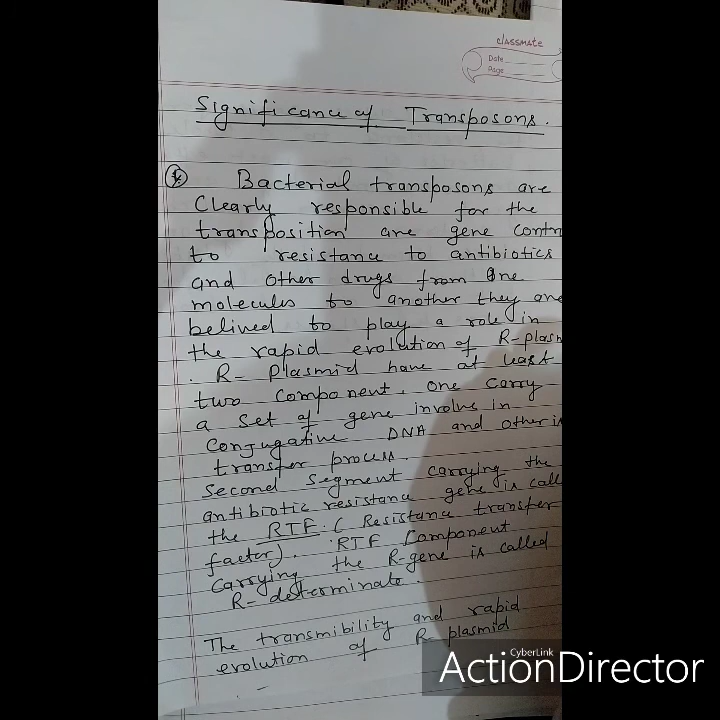 classmate
Date
Page
Significance of Transposons.
Bacterial transposons are
Clearly responsible for the
transposition are gene contr
to resistance to antibiotics
and other drugs from one
molecules to another they are
belived to play a role in
the rapid evolution of R-plasm
. R- Plasmid have at least
two component. one carry
a set of gene involve in
Conjugative DNA and other in
transfer process.
Second segment carrying the
antibiotic resistance gene is call
the RTF. ( Resistance transfer
factor). RTF Component
Carrying the R-gene is called
R- determinate.
The transmibility and rapid
evolution of R plasmid
CyberLink
ActionDirector